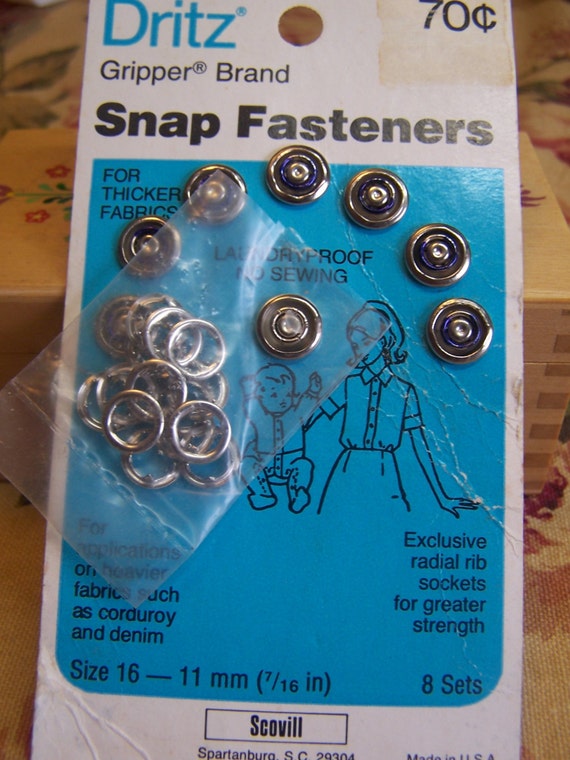 Dritz®
70¢
Gripper® Brand
Snap Fasteners
FOR
THICKER
FABRICS
LAUNDRYPROOF
NO SEWING
For
applications
on heavier
fabrics such
as corduroy
and denim
Exclusive
radial rib
sockets
for greater
strength
Size 16 — 11 mm (7/16 in)
8 Sets
Scovill
Spartanburg, S.C. 29304
Made in U.S.A